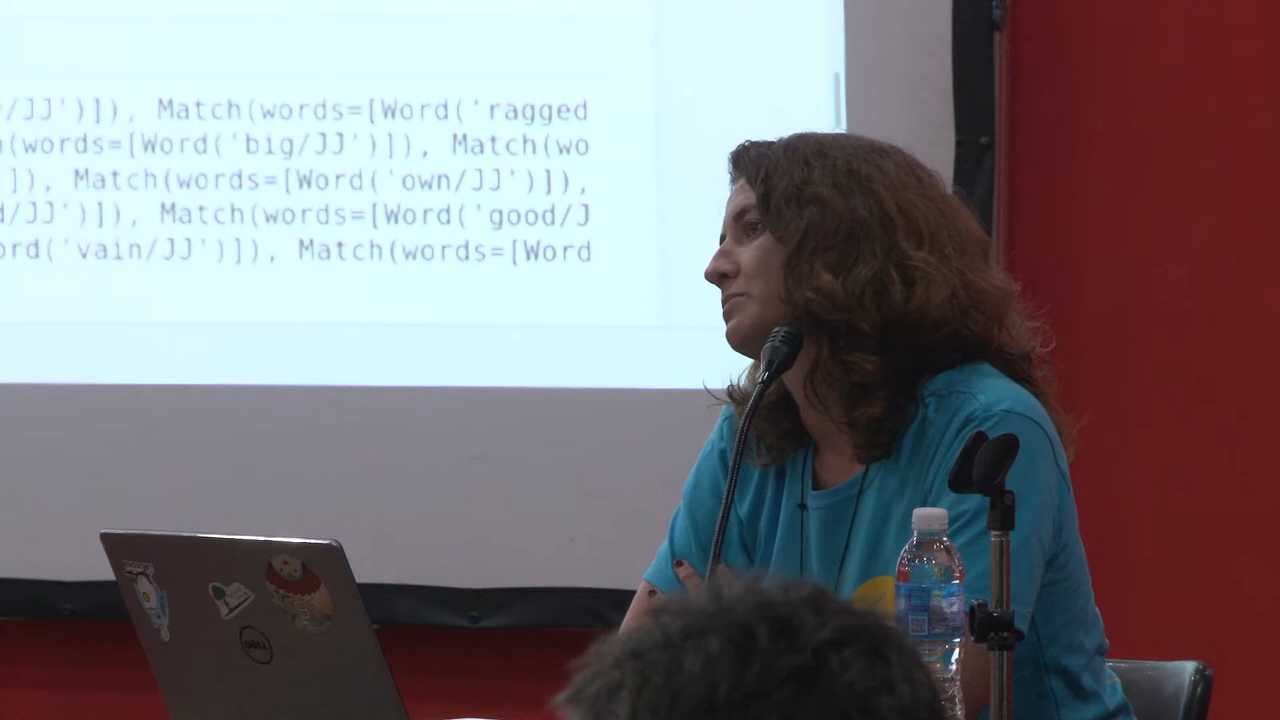 /JJ')]), Match(words=[Word('ragged
(words=[Word('big/JJ')]), Match(wo
]), Match(words=[Word('own/JJ')]),
d/JJ')]), Match(words=[Word('good/J
ord('vain/JJ')]), Match(words=[Word
DELL